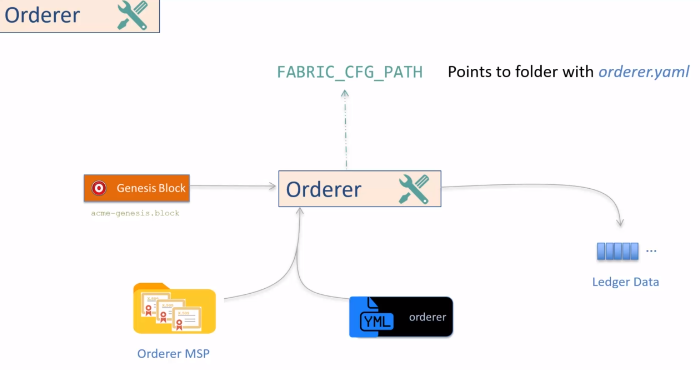 Orderer
FABRIC_CFG_PATH Points to folder with orderer.yaml
Genesis Block
Orderer
acme-genesis.block
...
Ledger Data
YML
orderer
Orderer MSP